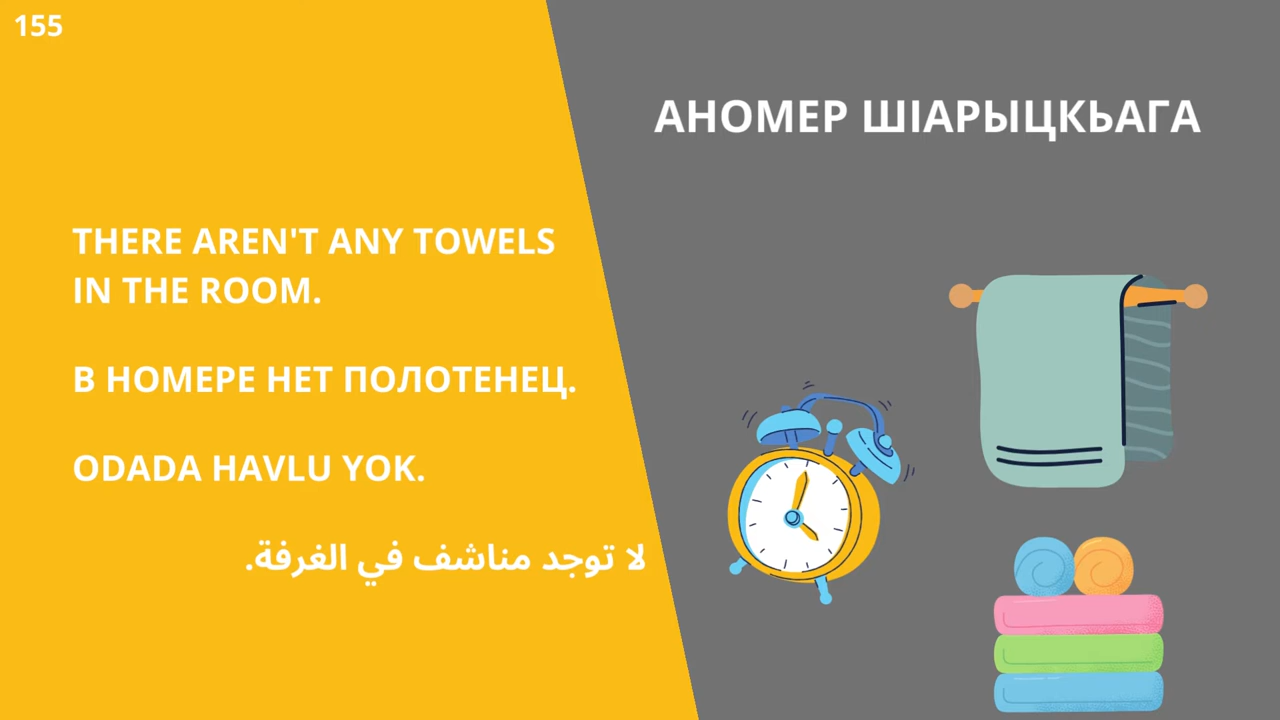 155
АНОМЕР ШІАРЫЦКЬАГА
THERE AREN'T ANY TOWELS
IN THE ROOM.
В НОМЕРЕ НЕТ ПОЛОТЕНЕЦ.
ODADA HAVLU YOK.
لا توجد مناشف في الغرفة.